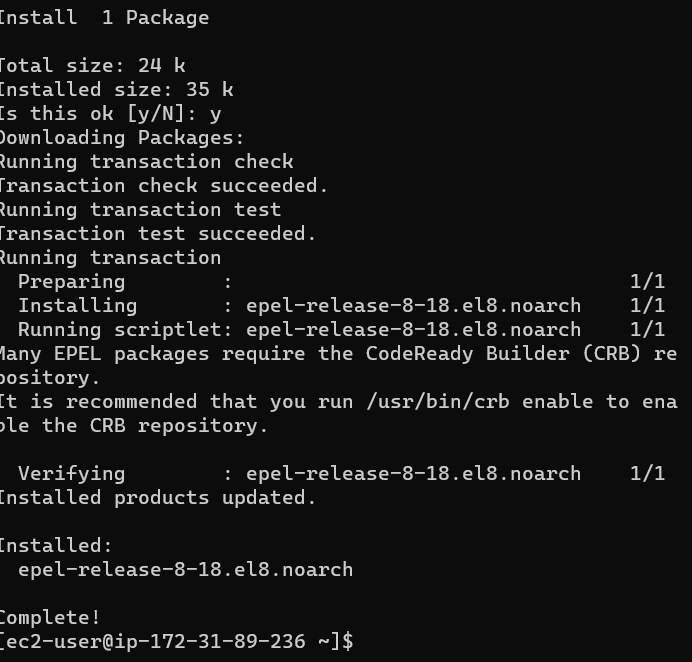 Install  1 Package
Total size: 24 k
Installed size: 35 k
Is this ok [y/N]: y
Downloading Packages:
Running transaction check
Transaction check succeeded.
Running transaction test
Transaction test succeeded.
Running transaction
  Preparing        :                                 1/1
  Installing       : epel-release-8-18.el8.noarch    1/1
  Running scriptlet: epel-release-8-18.el8.noarch    1/1
Many EPEL packages require the CodeReady Builder (CRB) re
pository.
It is recommended that you run /usr/bin/crb enable to ena
ble the CRB repository.
  Verifying        : epel-release-8-18.el8.noarch    1/1
Installed products updated.
Installed:
  epel-release-8-18.el8.noarch
Complete!
[ec2-user@ip-172-31-89-236 ~]$